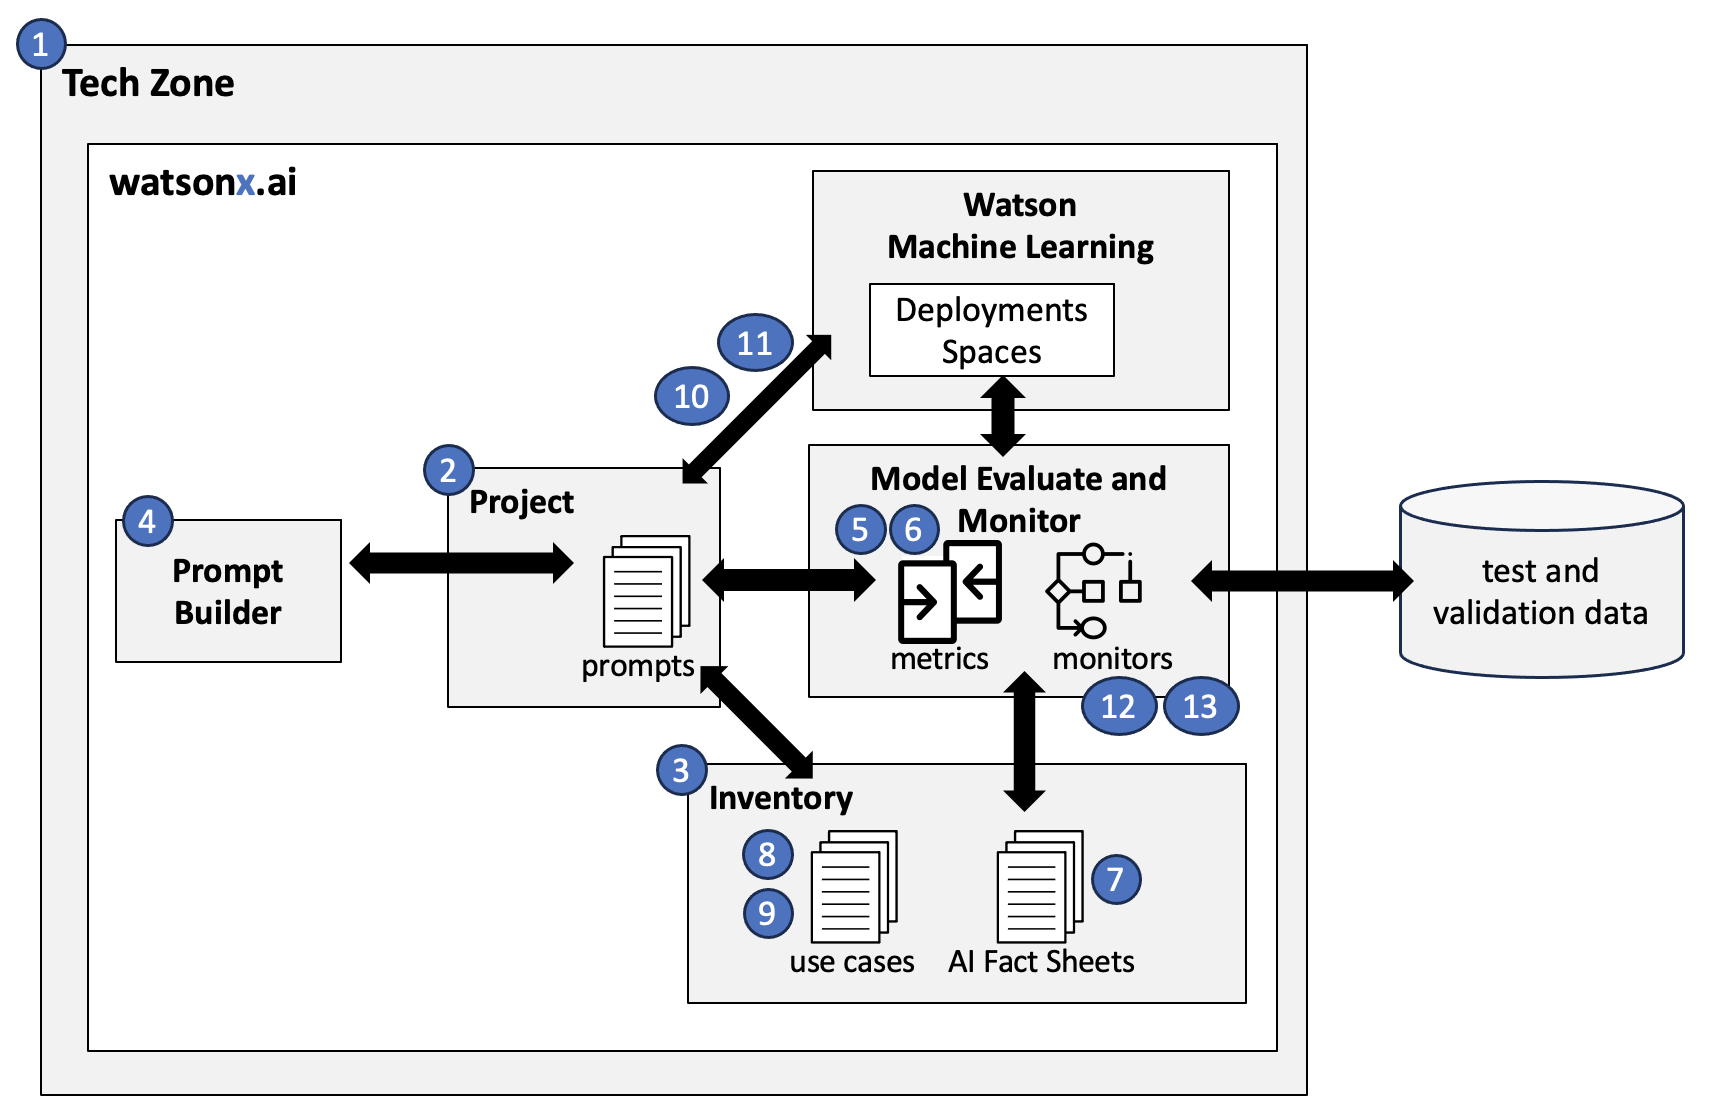 1
Tech Zone
watsonx.ai
Watson
Machine Learning
Deployments
Spaces
11
10
2
Project
prompts
4
Prompt
Builder
Model Evaluate and
Monitor
5
6
metrics
monitors
12
13
test and
validation data
3
Inventory
8
9
use cases
7
AI Fact Sheets